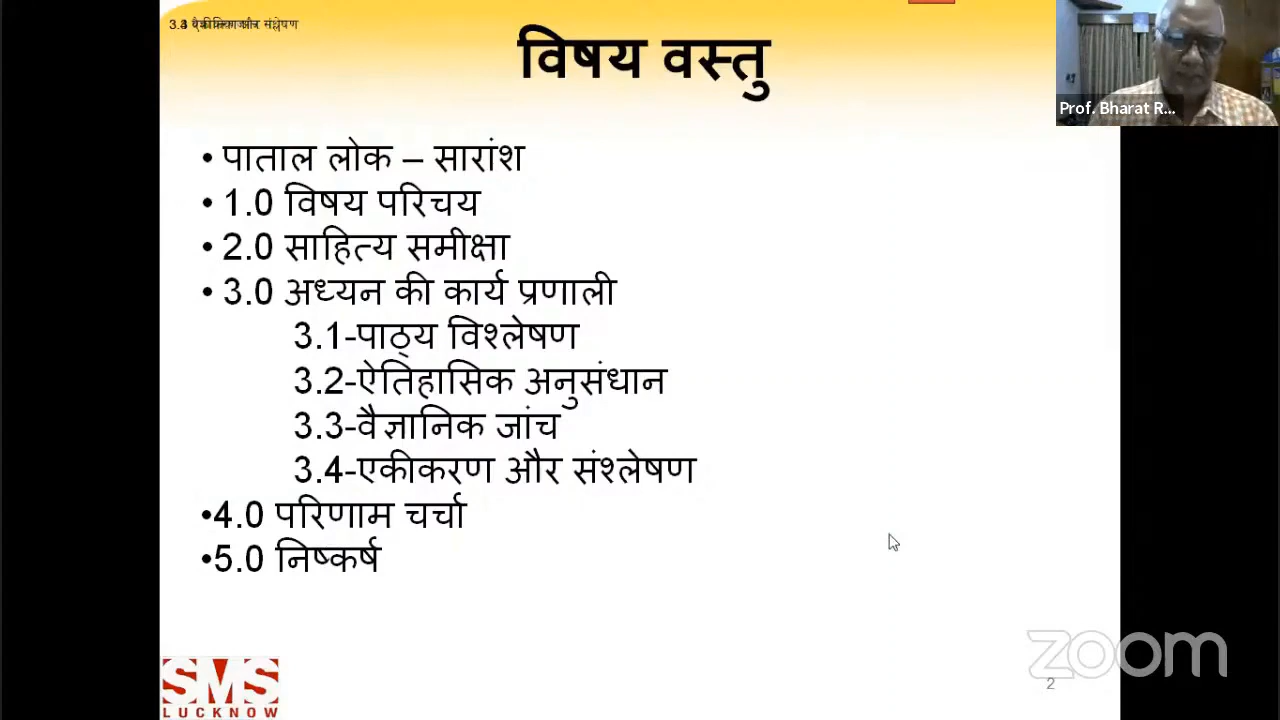 विषय वस्तु
Prof. Bharat R...
• पाताल लोक – सारांश
• 1.0 विषय परिचय
• 2.0 साहित्य समीक्षा
• 3.0 अध्यन की कार्य प्रणाली
3.1-पाठ्य विश्लेषण
3.2-ऐतिहासिक अनुसंधान
3.3-वैज्ञानिक जांच
3.4-एकीकरण और संश्लेषण
•4.0 परिणाम चर्चा
•5.0 निष्कर्ष
zoom
2
SMS
LUCKNOW